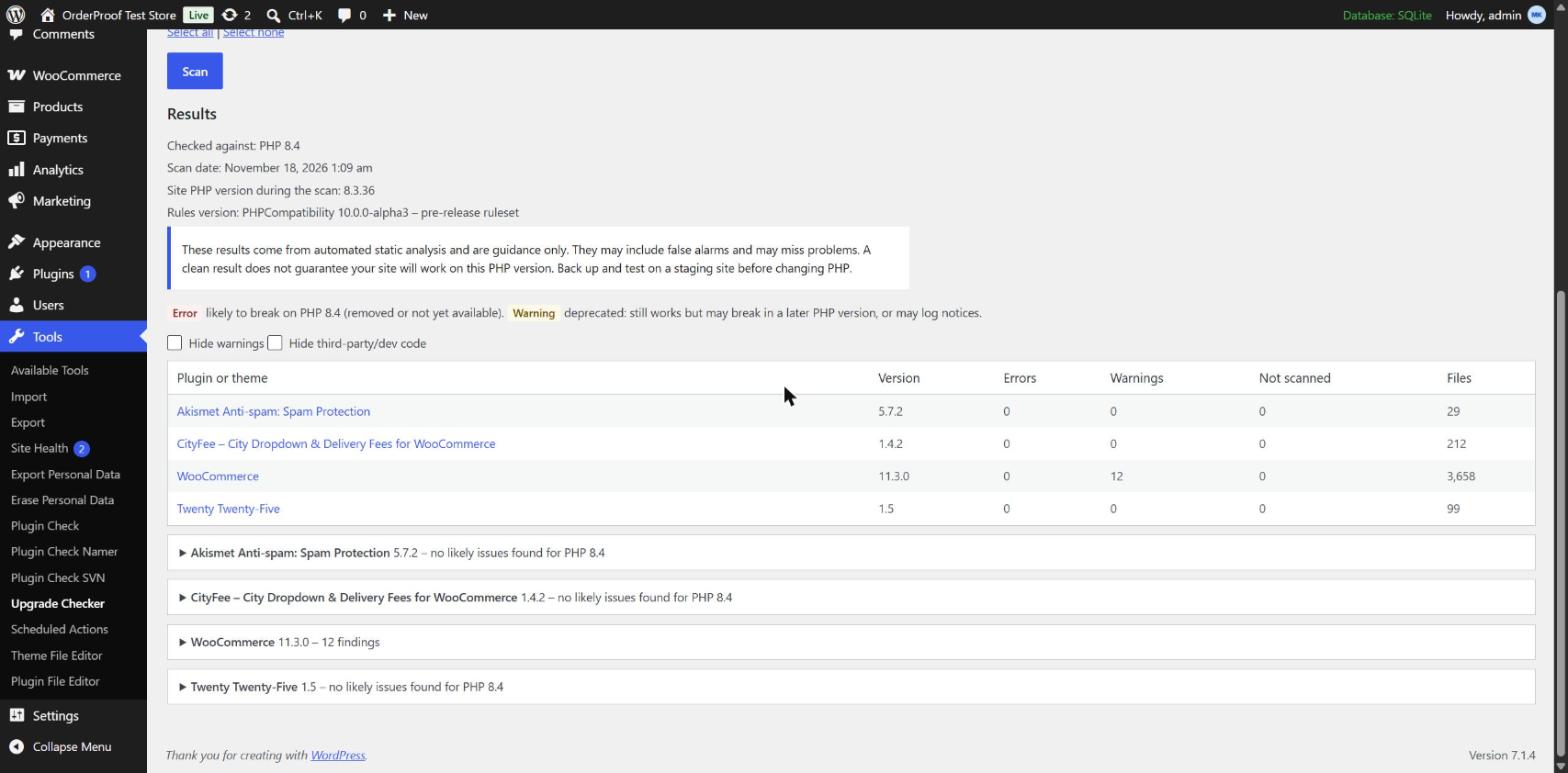 OrderProof Test Store Live 2 Ctrl+K 0 New Database: SQLite Howdy, admin MK
Comments
WooCommerce
Products
Payments
Analytics
Marketing
Appearance
Plugins 1
Users
Tools
Available Tools
Import
Export
Site Health 2
Export Personal Data
Erase Personal Data
Plugin Check
Plugin Check Namer
Plugin Check SVN
Upgrade Checker
Scheduled Actions
Theme File Editor
Plugin File Editor
Settings
Collapse Menu
Select all | Select none
Scan
Results
Checked against: PHP 8.4
Scan date: November 18, 2026 1:09 am
Site PHP version during the scan: 8.3.36
Rules version: PHPCompatibility 10.0.0-alpha3 – pre-release ruleset
These results come from automated static analysis and are guidance only. They may include false alarms and may miss problems. A
clean result does not guarantee your site will work on this PHP version. Back up and test on a staging site before changing PHP.
Error likely to break on PHP 8.4 (removed or not yet available). Warning deprecated: still works but may break in a later PHP version, or may log notices.
Hide warnings Hide third-party/dev code
Plugin or theme Version Errors Warnings Not scanned Files
Akismet Anti-spam: Spam Protection 5.7.2 0 0 0 29
CityFee – City Dropdown & Delivery Fees for WooCommerce 1.4.2 0 0 0 212
WooCommerce 11.3.0 0 12 0 3,658
Twenty Twenty-Five 1.5 0 0 0 99
Akismet Anti-spam: Spam Protection 5.7.2 – no likely issues found for PHP 8.4
CityFee – City Dropdown & Delivery Fees for WooCommerce 1.4.2 – no likely issues found for PHP 8.4
WooCommerce 11.3.0 – 12 findings
Twenty Twenty-Five 1.5 – no likely issues found for PHP 8.4
Thank you for creating with WordPress. Version 7.1.4